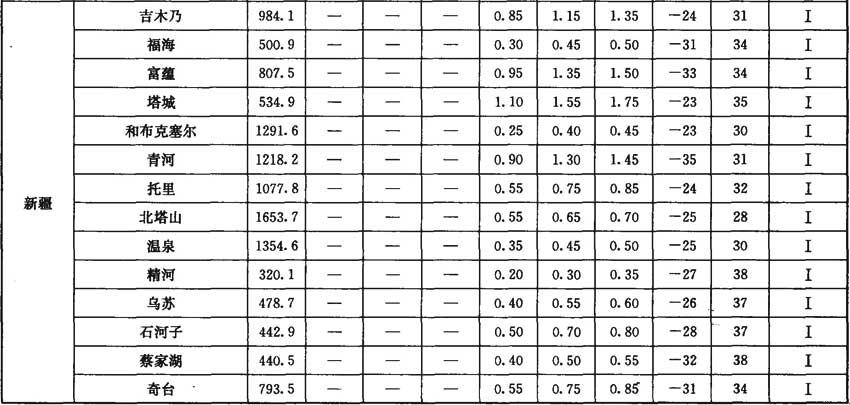 新疆
吉木乃 984.1 — — — 0.85 1.15 1.35 -24 31 I
福海 500.9 — — — 0.30 0.45 0.50 -31 34 I
富蕴 807.5 — — — 0.95 1.35 1.50 -33 34 I
塔城 534.9 — — — 1.10 1.55 1.75 -23 35 I
和布克塞尔 1291.6 — — — 0.25 0.40 0.45 -23 30 I
青河 1218.2 — — — 0.90 1.30 1.45 -35 31 I
托里 1077.8 — — — 0.55 0.75 0.85 -24 32 I
北塔山 1653.7 — — — 0.55 0.65 0.70 -25 28 I
温泉 1354.6 — — — 0.35 0.45 0.50 -25 30 I
精河 320.1 — — — 0.20 0.30 0.35 -27 38 I
乌苏 478.7 — — — 0.40 0.55 0.60 -26 37 I
石河子 442.9 — — — 0.50 0.70 0.80 -28 37 I
蔡家湖 440.5 — — — 0.40 0.50 0.55 -32 38 I
奇台 793.5 — — — 0.55 0.75 0.85 -31 34 I